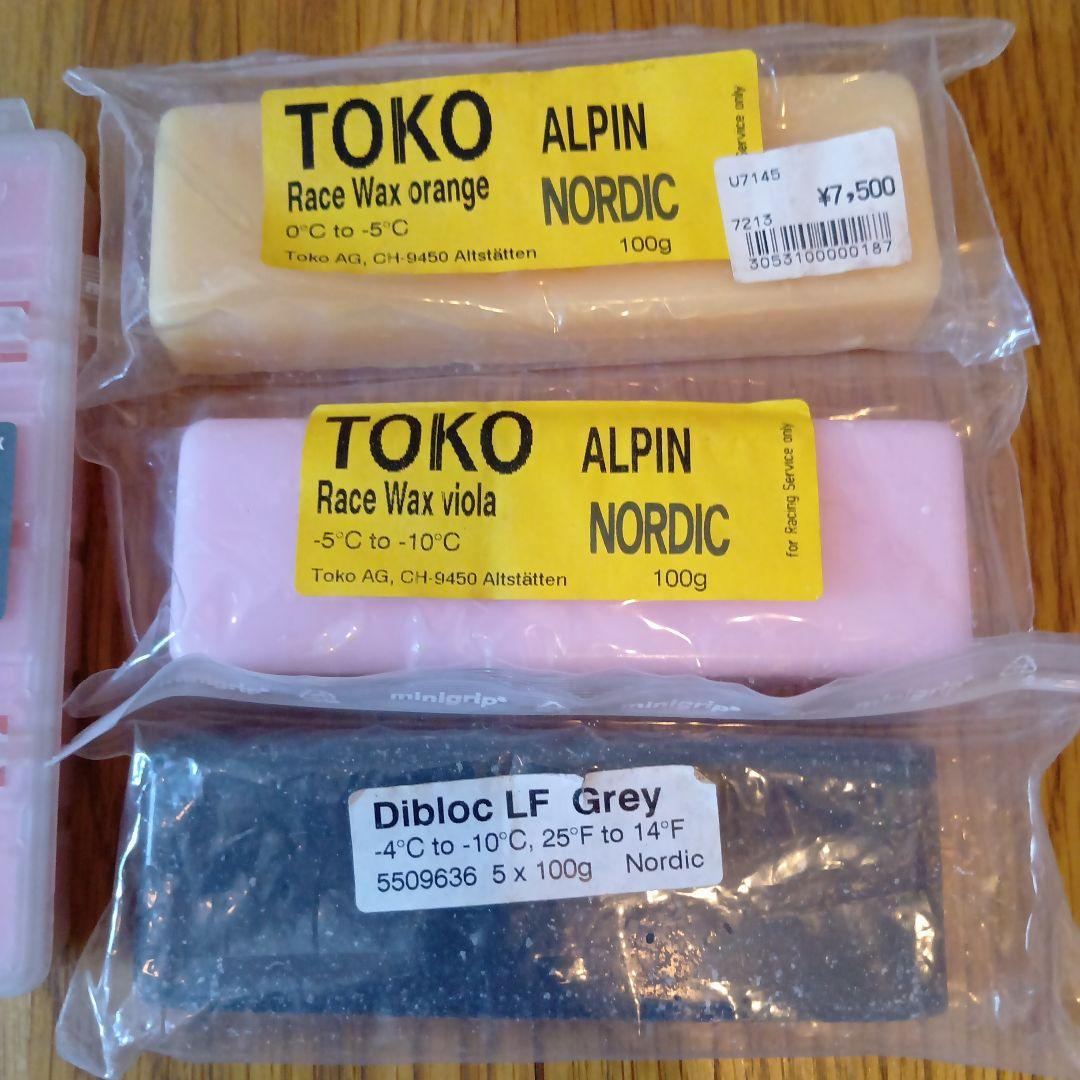 TOKO
Race Wax orange
0°C to -5°C
Toko AG, CH-9450 Altstätten
ALPIN
NORDIC
100g
Service only
U7145
¥7,500
7213
3053100000187
TOKO
Race Wax viola
-5°C to -10°C
Toko AG, CH-9450 Altstätten
ALPIN
NORDIC
100g
for Racing Service only
minigrip
minigrip
minigrip
Dibloc LF Grey
-4°C to -10°C, 25°F to 14°F
5509636 5 x 100g Nordic